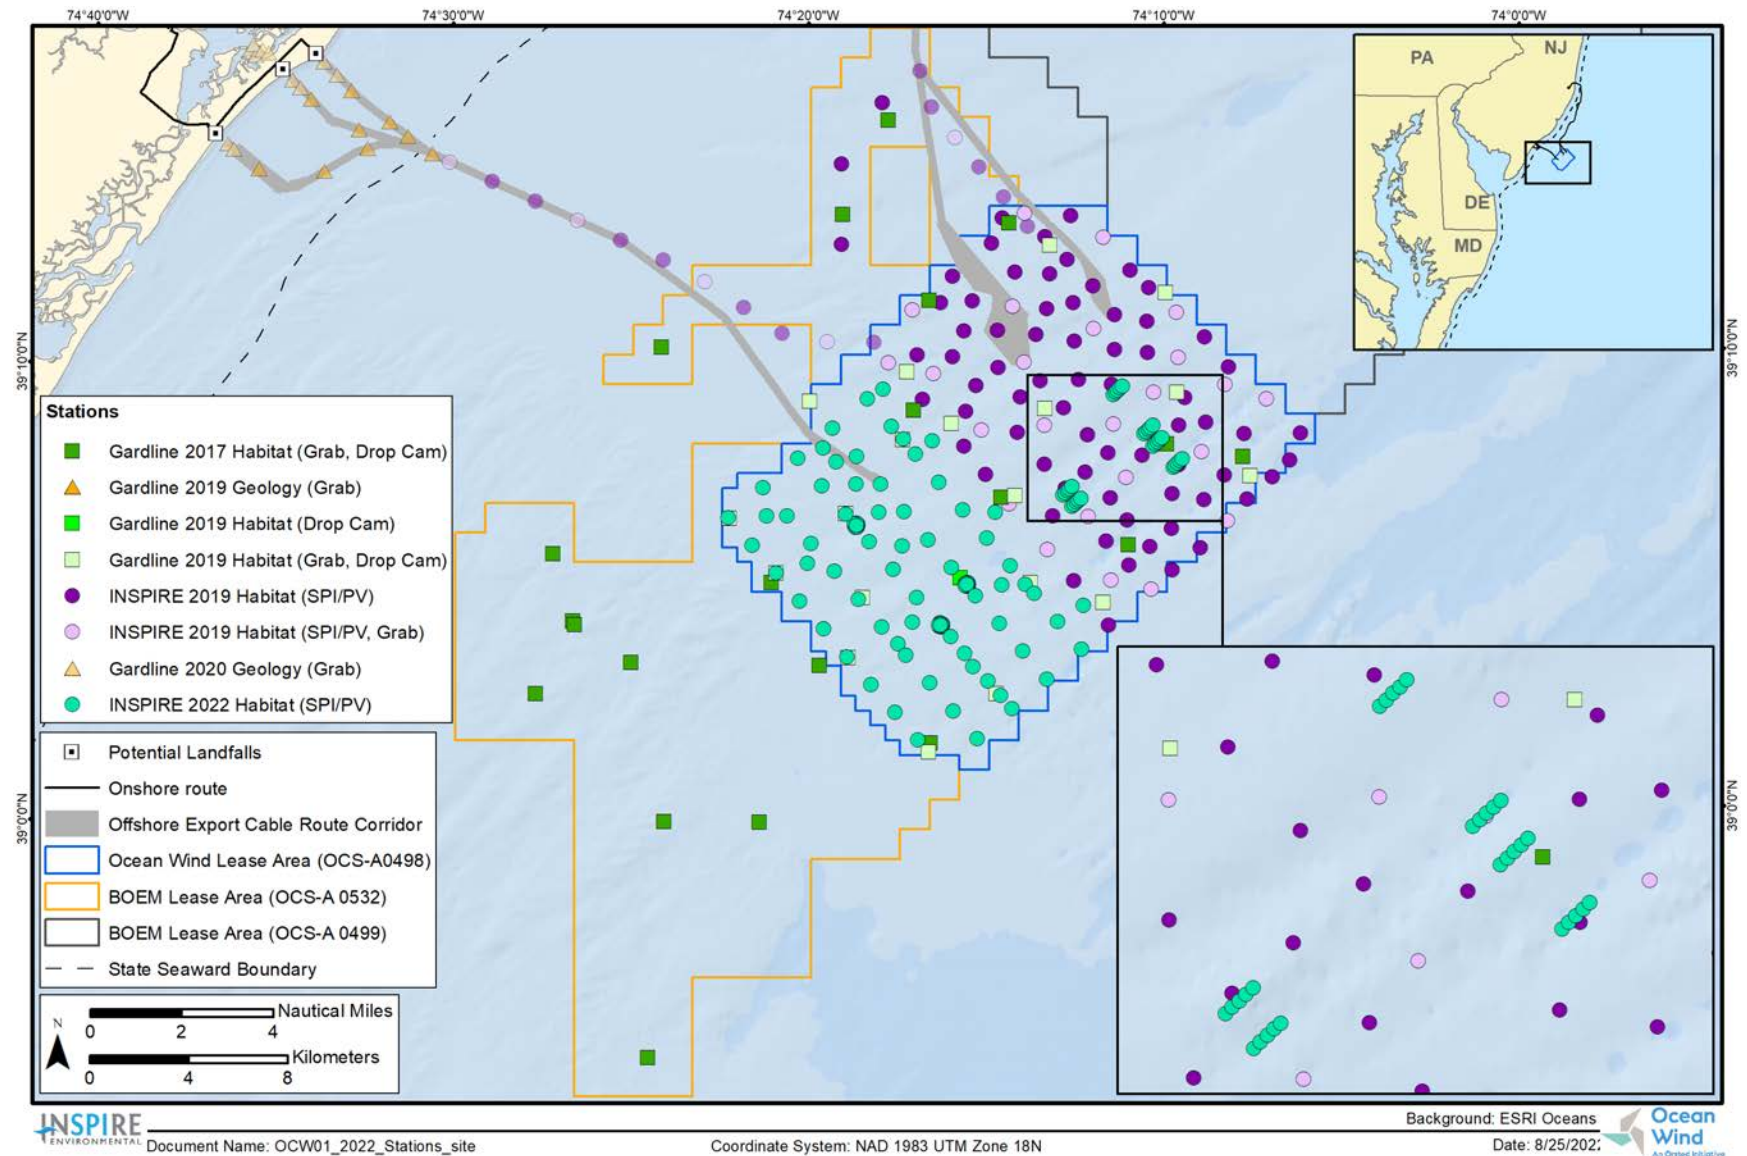 74°40'0"W
74°30'0"W
74°20'0"W
74°10'0"W
74°0'0"W
39°10'0"N
39°10'0"N
39°0'0"N
39°0'0"N
PA
NJ
DE
MD
Stations
Gardline 2017 Habitat (Grab, Drop Cam)
Gardline 2019 Geology (Grab)
Gardline 2019 Habitat (Drop Cam)
Gardline 2019 Habitat (Grab, Drop Cam)
INSPIRE 2019 Habitat (SPI/PV)
INSPIRE 2019 Habitat (SPI/PV, Grab)
Gardline 2020 Geology (Grab)
INSPIRE 2022 Habitat (SPI/PV)
Potential Landfalls
Onshore route
Offshore Export Cable Route Corridor
Ocean Wind Lease Area (OCS-A0498)
BOEM Lease Area (OCS-A 0532)
BOEM Lease Area (OCS-A 0499)
State Seaward Boundary
N
Nautical Miles
0 2 4
Kilometers
0 4 8
INSPIRE
ENVIRONMENTAL
Document Name: OCW01_2022_Stations_site
Coordinate System: NAD 1983 UTM Zone 18N
Background: ESRI Oceans
Date: 8/25/2022
Ocean
Wind
An Ørsted Initiative